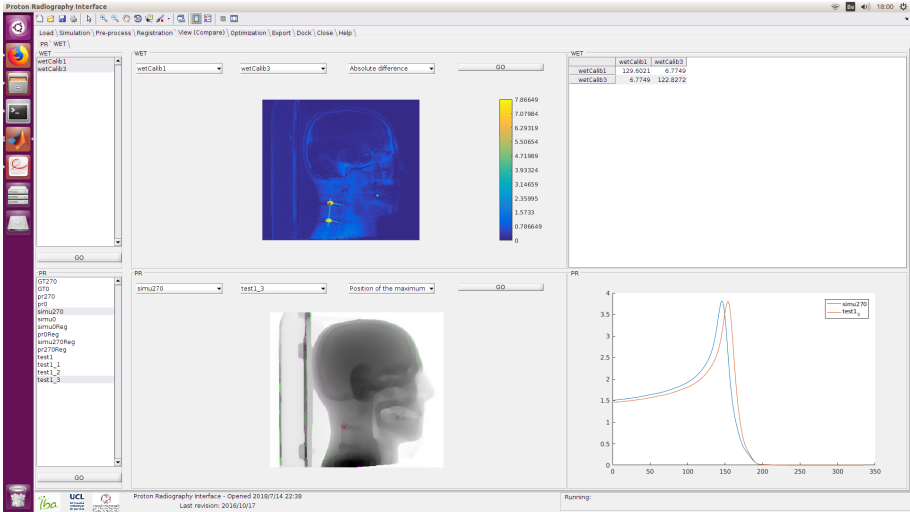 Proton Radiography Interface
Be
18:00
Load Simulation Pre-process Registration View (Compare) Optimization Export Dock Close Help
PR WET
WET
wetCalib1
wetCalib3
GO
WET
wetCalib1 wetCalib3 Absolute difference GO
7.86649
7.07984
6.29319
5.50654
4.71989
3.93324
3.14659
2.35995
1.5733
0.786649
0
WET
wetCalib1 wetCalib3
wetCalib1 129.6021 6.7749
wetCalib3 6.7749 122.8272
PR
GT270
GT0
pr270
pr0
simu270
simu0
simu0Reg
pr0Reg
simu270Reg
pr270Reg
test1
test1_1
test1_2
test1_3
GO
PR
simu270 test1_3 Position of the maximum GO
PR
4
3.5
3
2.5
2
1.5
1
0.5
0
0 50 100 150 200 250 300 350
simu270
test1₃
iba
UCL
Proton Radiography Interface - Opened 2018/7/14 22:38
Last revision: 2016/10/17
Running: